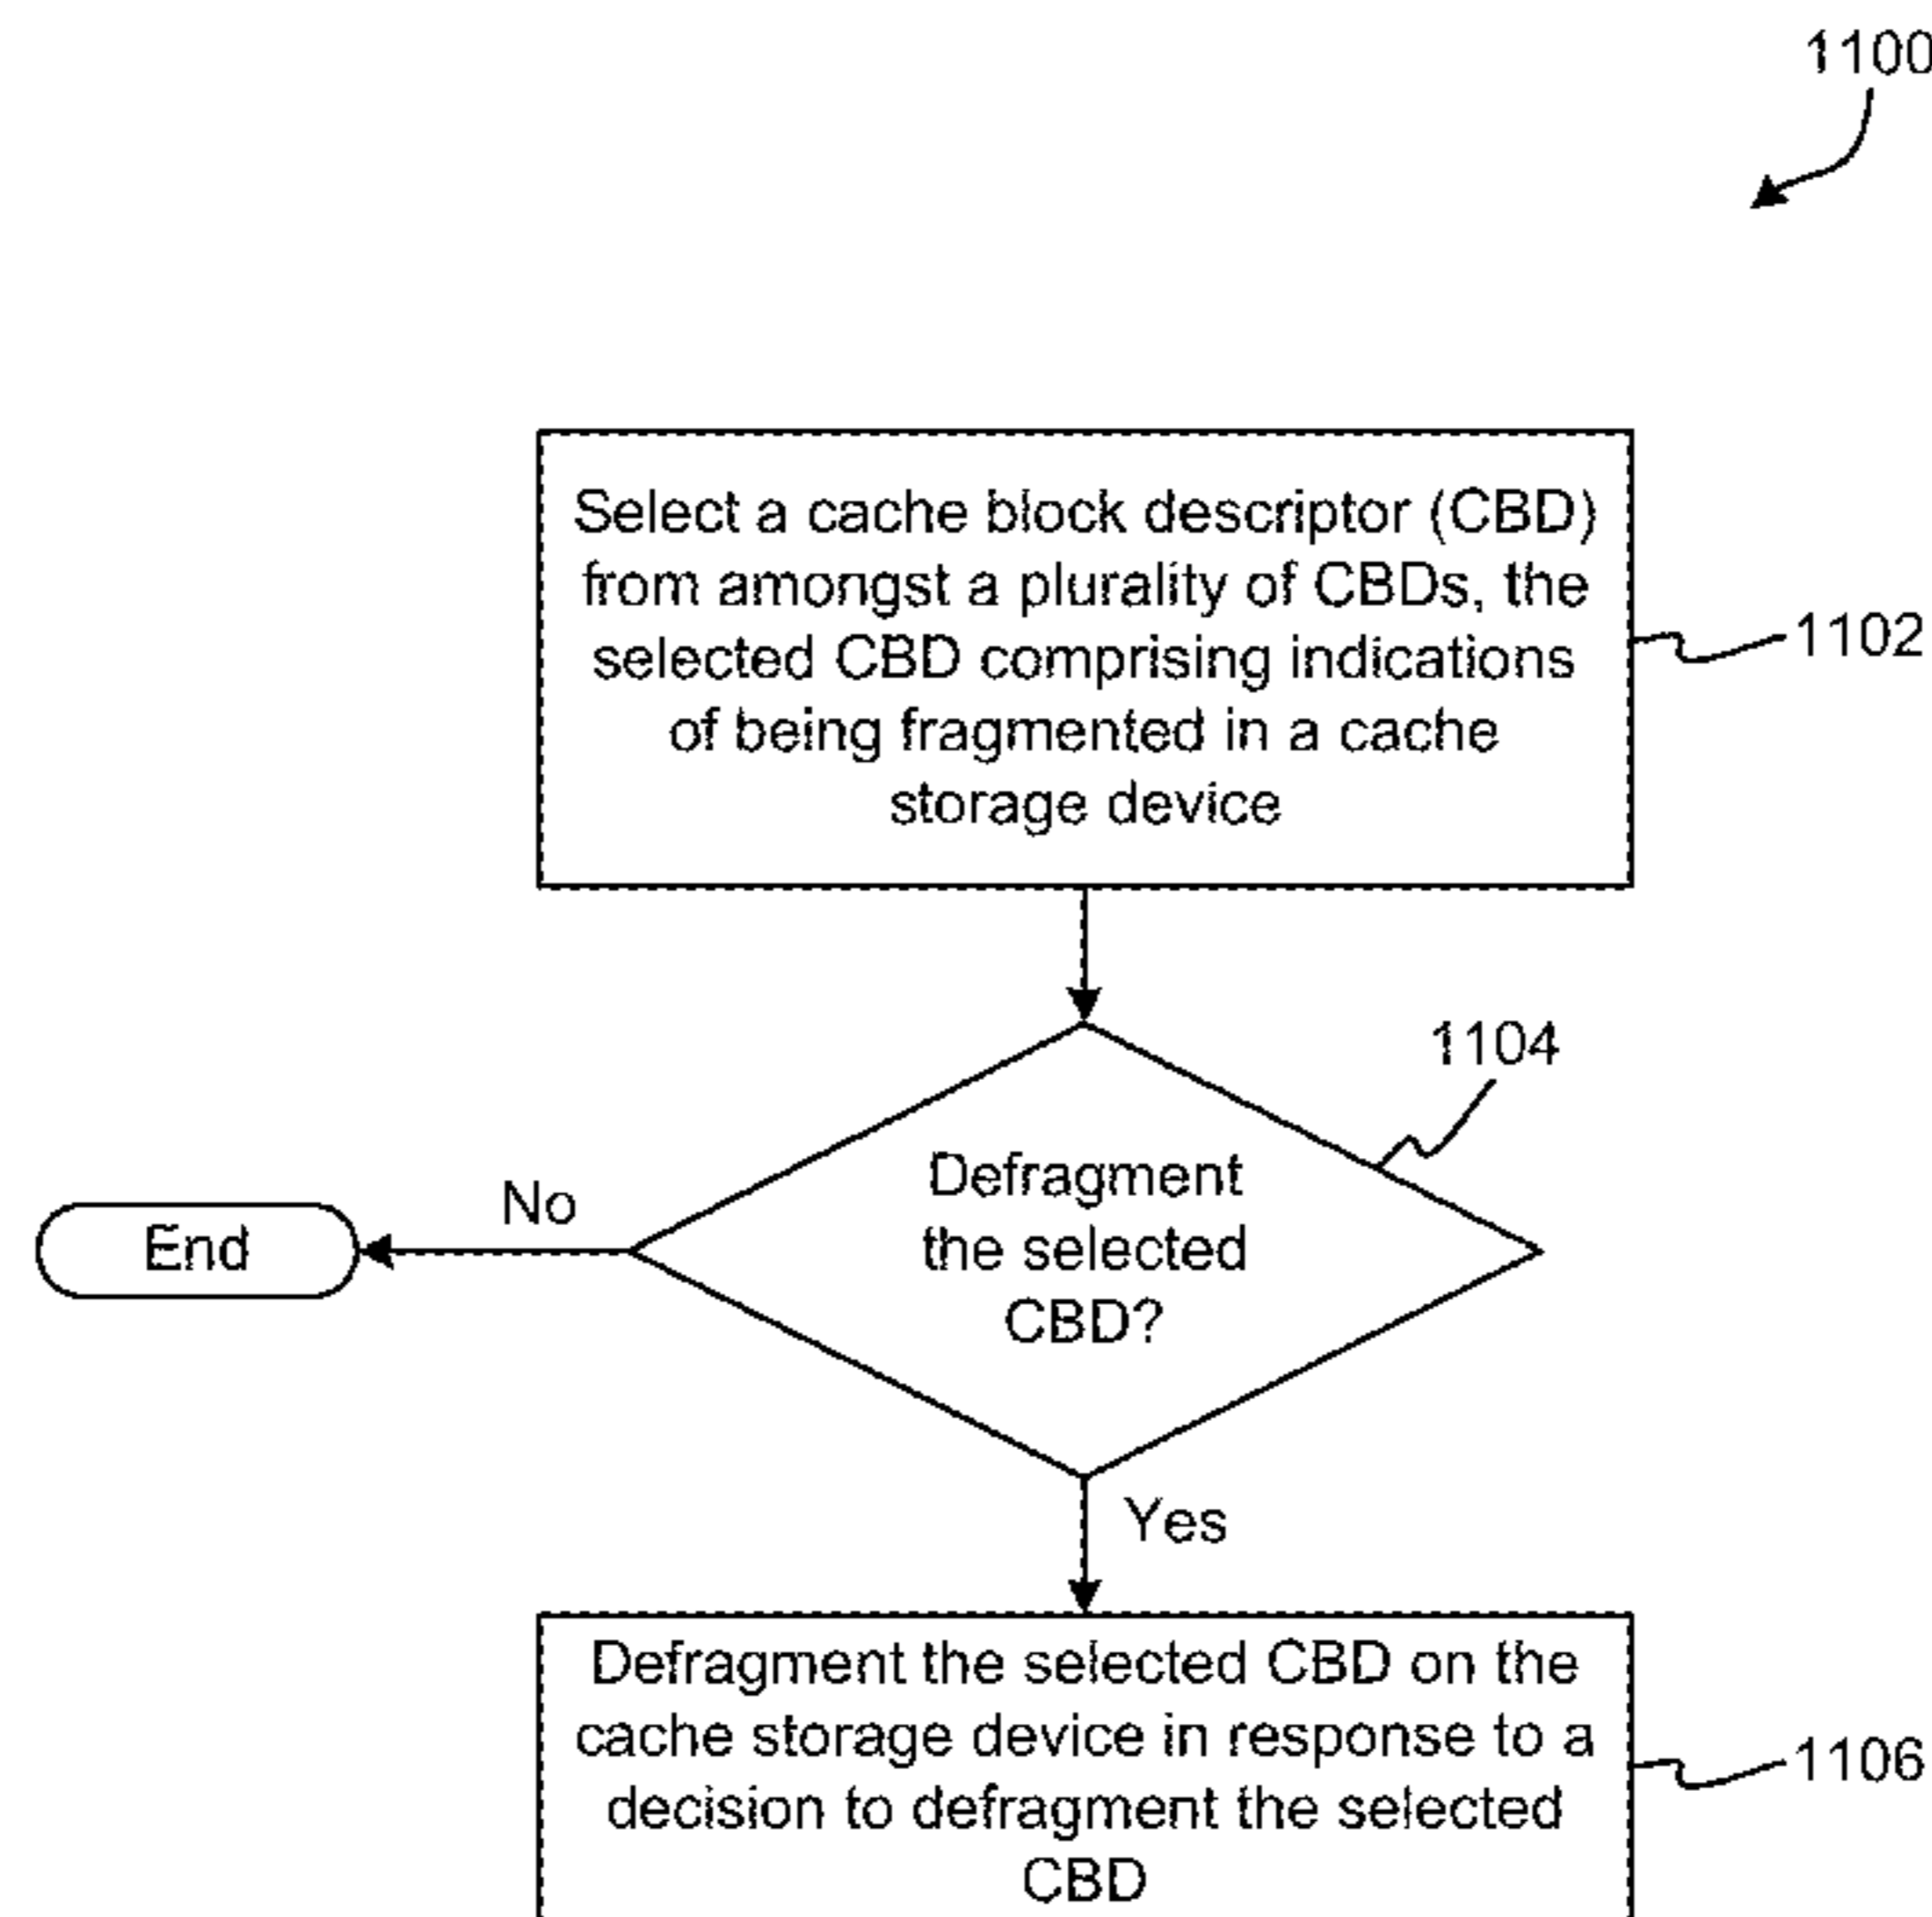 1100
Select a cache block descriptor (CBD)
from amongst a plurality of CBDs, the
selected CBD comprising indications
of being fragmented in a cache
storage device
1102
1104
Defragment
the selected
CBD?
No
End
Yes
Defragment the selected CBD on the
cache storage device in response to a
decision to defragment the selected
CBD
1106